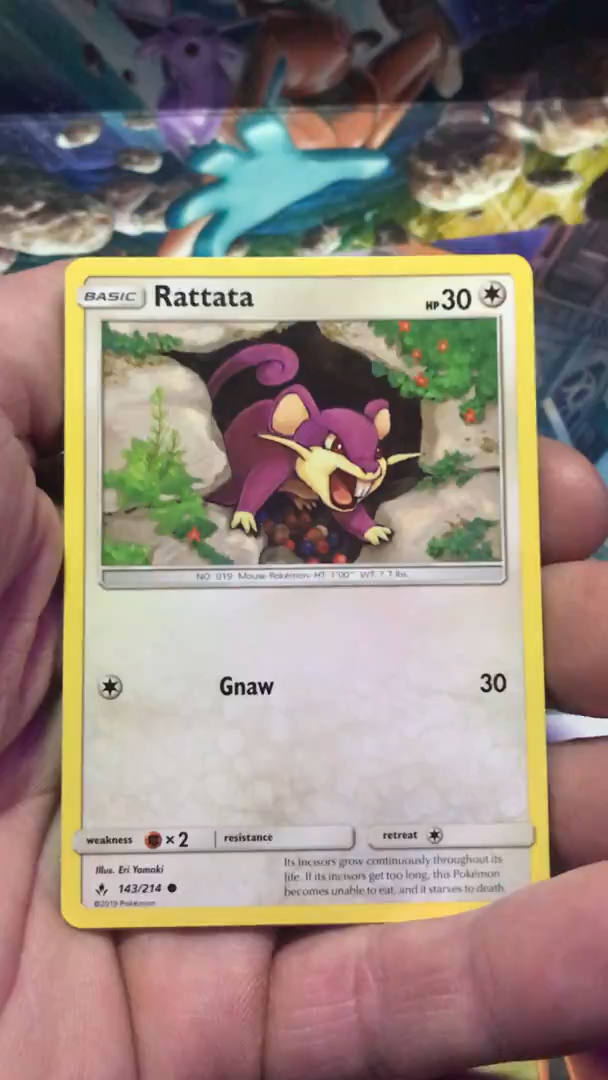 BASIC Rattata HP 30
NO. 019 Mouse Pokémon HT: 1'00" WT: 7.7 lbs.
Gnaw 30
weakness ×2 resistance retreat
Illus. Eri Yamaki
143/214
©2019 Pokémon
Its incisors grow continuously throughout its
life. If its incisors get too long, this Pokémon
becomes unable to eat, and it starves to death.